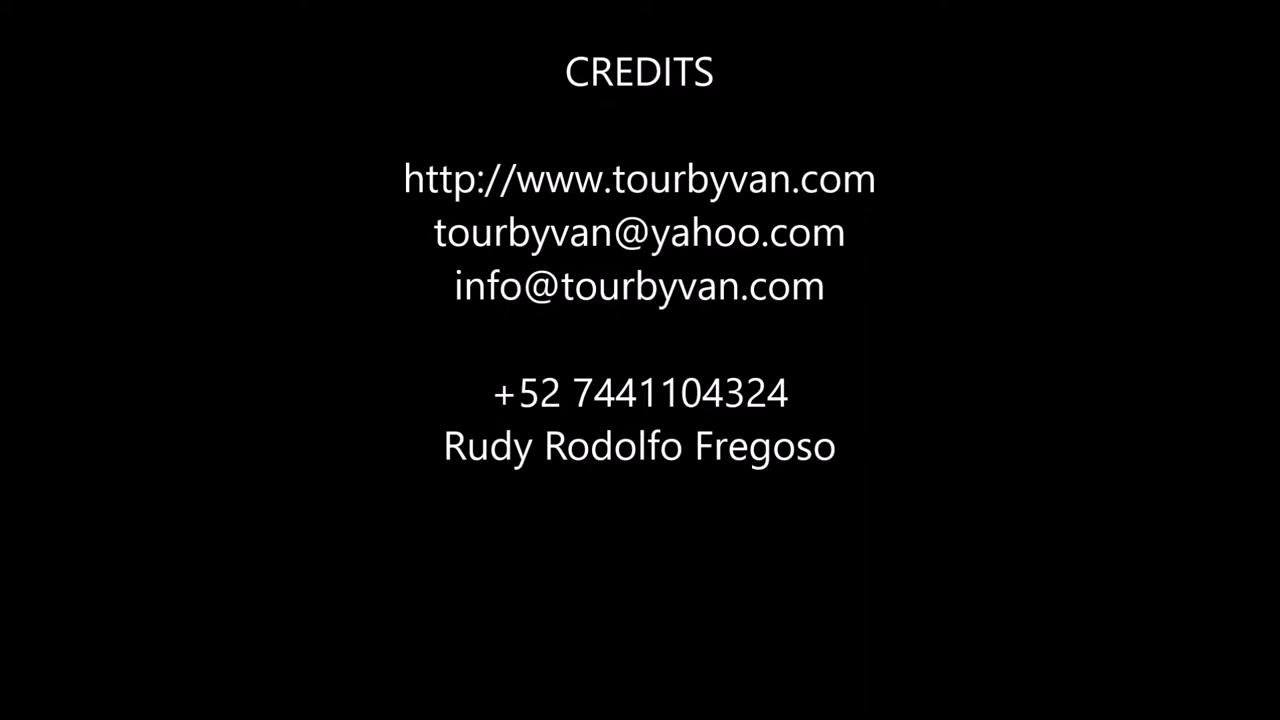 CREDITS
http://www.tourbyvan.com
tourbyvan@yahoo.com
info@tourbyvan.com
+52 7441104324
Rudy Rodolfo Fregoso